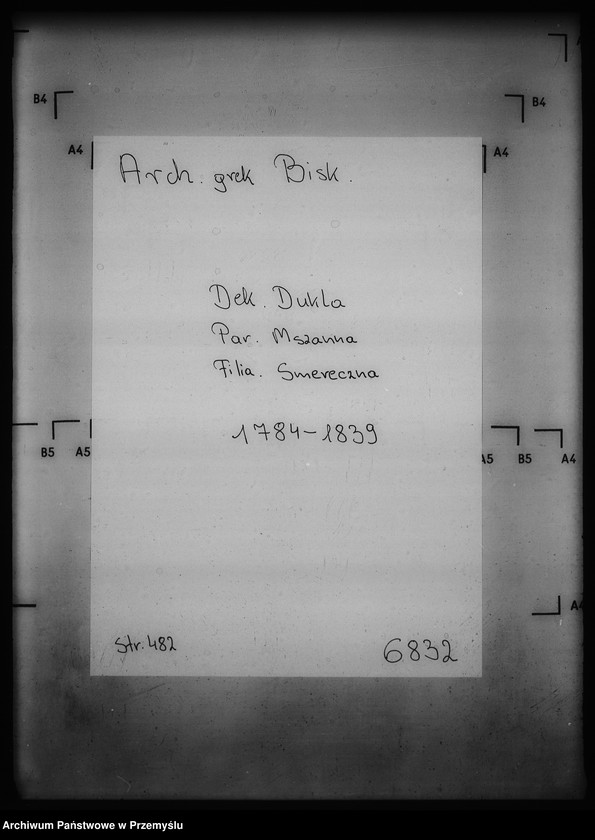 B4
B4
A4
A4
Arch. grek Bisk.
Dek. Dukla
Par. Mszanna
Filia. Smereczna
1784-1839
B5 A5
A5 B5 A4
A4
Str. 482
6832
Archiwum Państwowe w Przemyślu